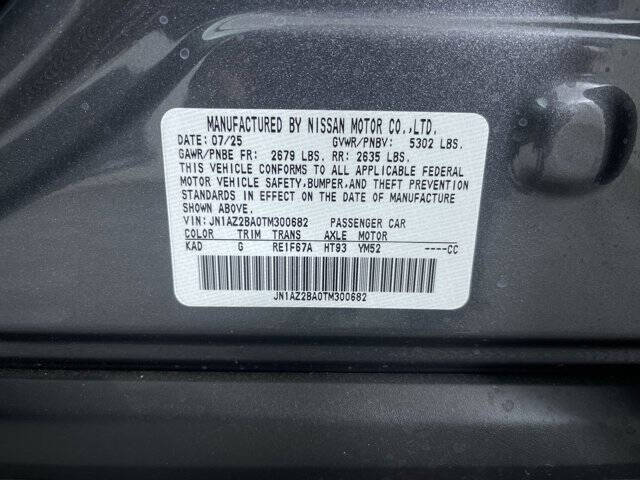 MANUFACTURED BY NISSAN MOTOR CO.,LTD.
DATE: 07/25 GVWR/PNBV: 5302 LBS.
GAWR/PNBE FR: 2679 LBS. RR: 2635 LBS.
THIS VEHICLE CONFORMS TO ALL APPLICABLE FEDERAL
MOTOR VEHICLE SAFETY,BUMPER,AND THEFT PREVENTION
STANDARDS IN EFFECT ON THE DATE OF MANUFACTURE
SHOWN ABOVE.
VIN: JN1AZ2BA0TM300682 PASSENGER CAR
COLOR TRIM TRANS AXLE MOTOR
KAD G RE1F67A HT93 YM52 ----CC
JN1AZ2BA0TM300682